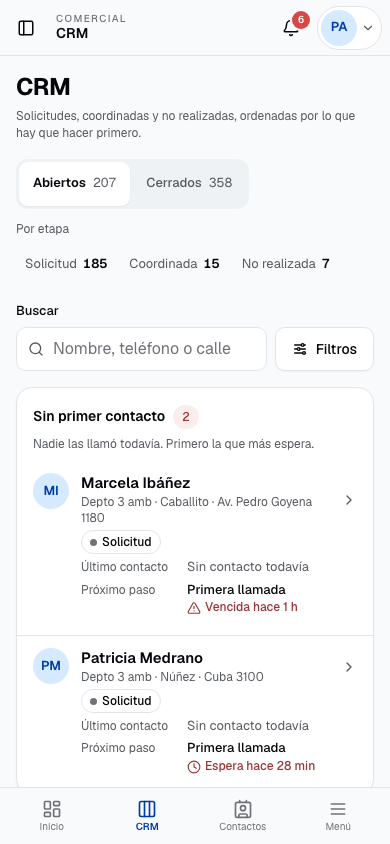 COMERCIAL
CRM
6
PA
CRM
Solicitudes, coordinadas y no realizadas, ordenadas por lo que
hay que hacer primero.
Abiertos 207
Cerrados 358
Por etapa
Solicitud 185
Coordinada 15
No realizada 7
Buscar
Nombre, teléfono o calle
Filtros
Sin primer contacto 2
Nadie las llamó todavía. Primero la que más espera.
MI
Marcela Ibáñez
Depto 3 amb · Caballito · Av. Pedro Goyena
1180
Solicitud
Último contacto Sin contacto todavía
Próximo paso Primera llamada
Vencida hace 1 h
PM
Patricia Medrano
Depto 3 amb · Núñez · Cuba 3100
Solicitud
Último contacto Sin contacto todavía
Próximo paso Primera llamada
Espera hace 28 min
Inicio
CRM
Contactos
Menú